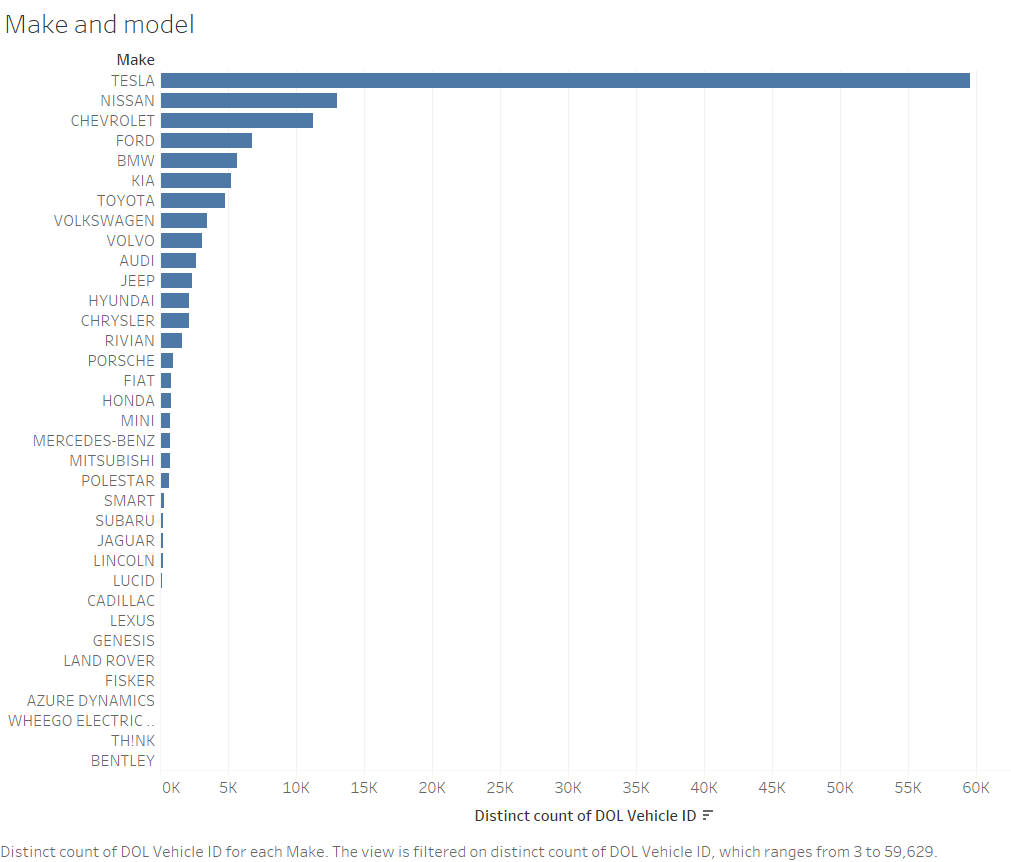 Make and model
Make
TESLA
NISSAN
CHEVROLET
FORD
BMW
KIA
TOYOTA
VOLKSWAGEN
VOLVO
AUDI
JEEP
HYUNDAI
CHRYSLER
RIVIAN
PORSCHE
FIAT
HONDA
MINI
MERCEDES-BENZ
MITSUBISHI
POLESTAR
SMART
SUBARU
JAGUAR
LINCOLN
LUCID
CADILLAC
LEXUS
GENESIS
LAND ROVER
FISKER
AZURE DYNAMICS
WHEEGO ELECTRIC ..
TH!NK
BENTLEY
0K 5K 10K 15K 20K 25K 30K 35K 40K 45K 50K 55K 60K
Distinct count of DOL Vehicle ID
Distinct count of DOL Vehicle ID for each Make. The view is filtered on distinct count of DOL Vehicle ID, which ranges from 3 to 59,629.